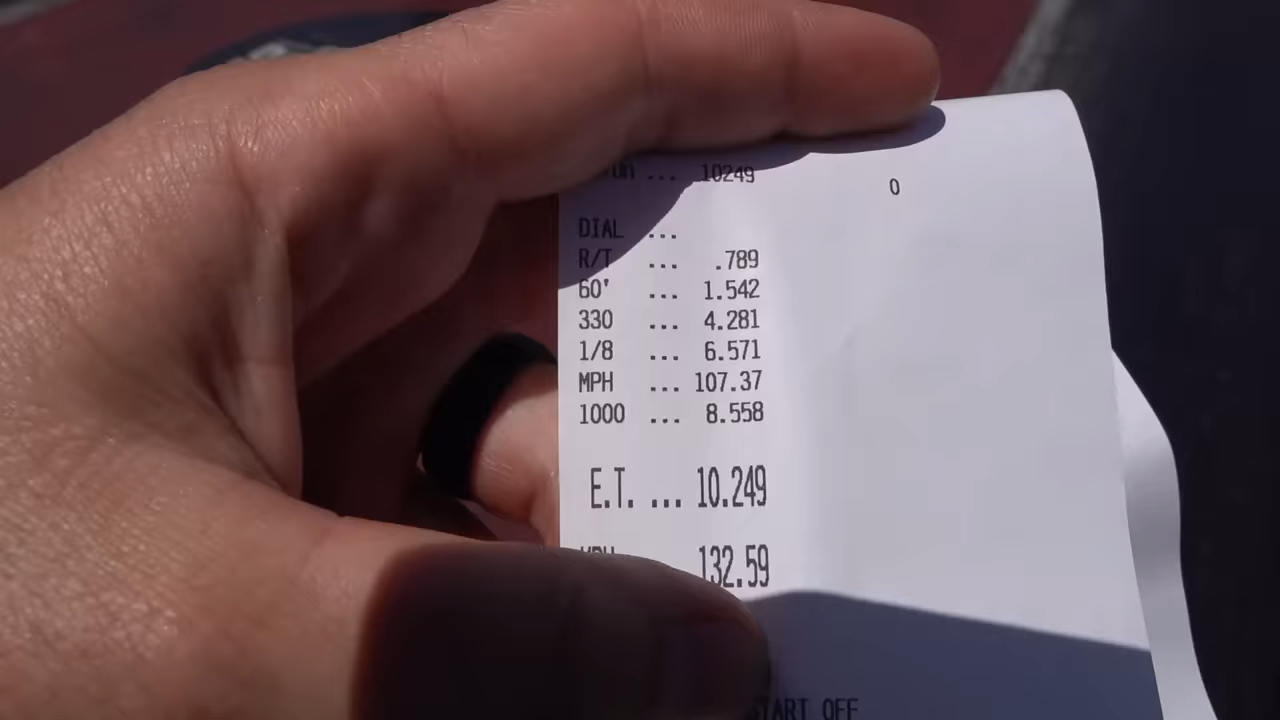 ... 10249
0
DIAL ...
R/T ... .789
60' ... 1.542
330 ... 4.281
1/8 ... 6.571
MPH ... 107.37
1000 ... 8.558
E.T. ... 10.249
MPH 132.59
START OFF